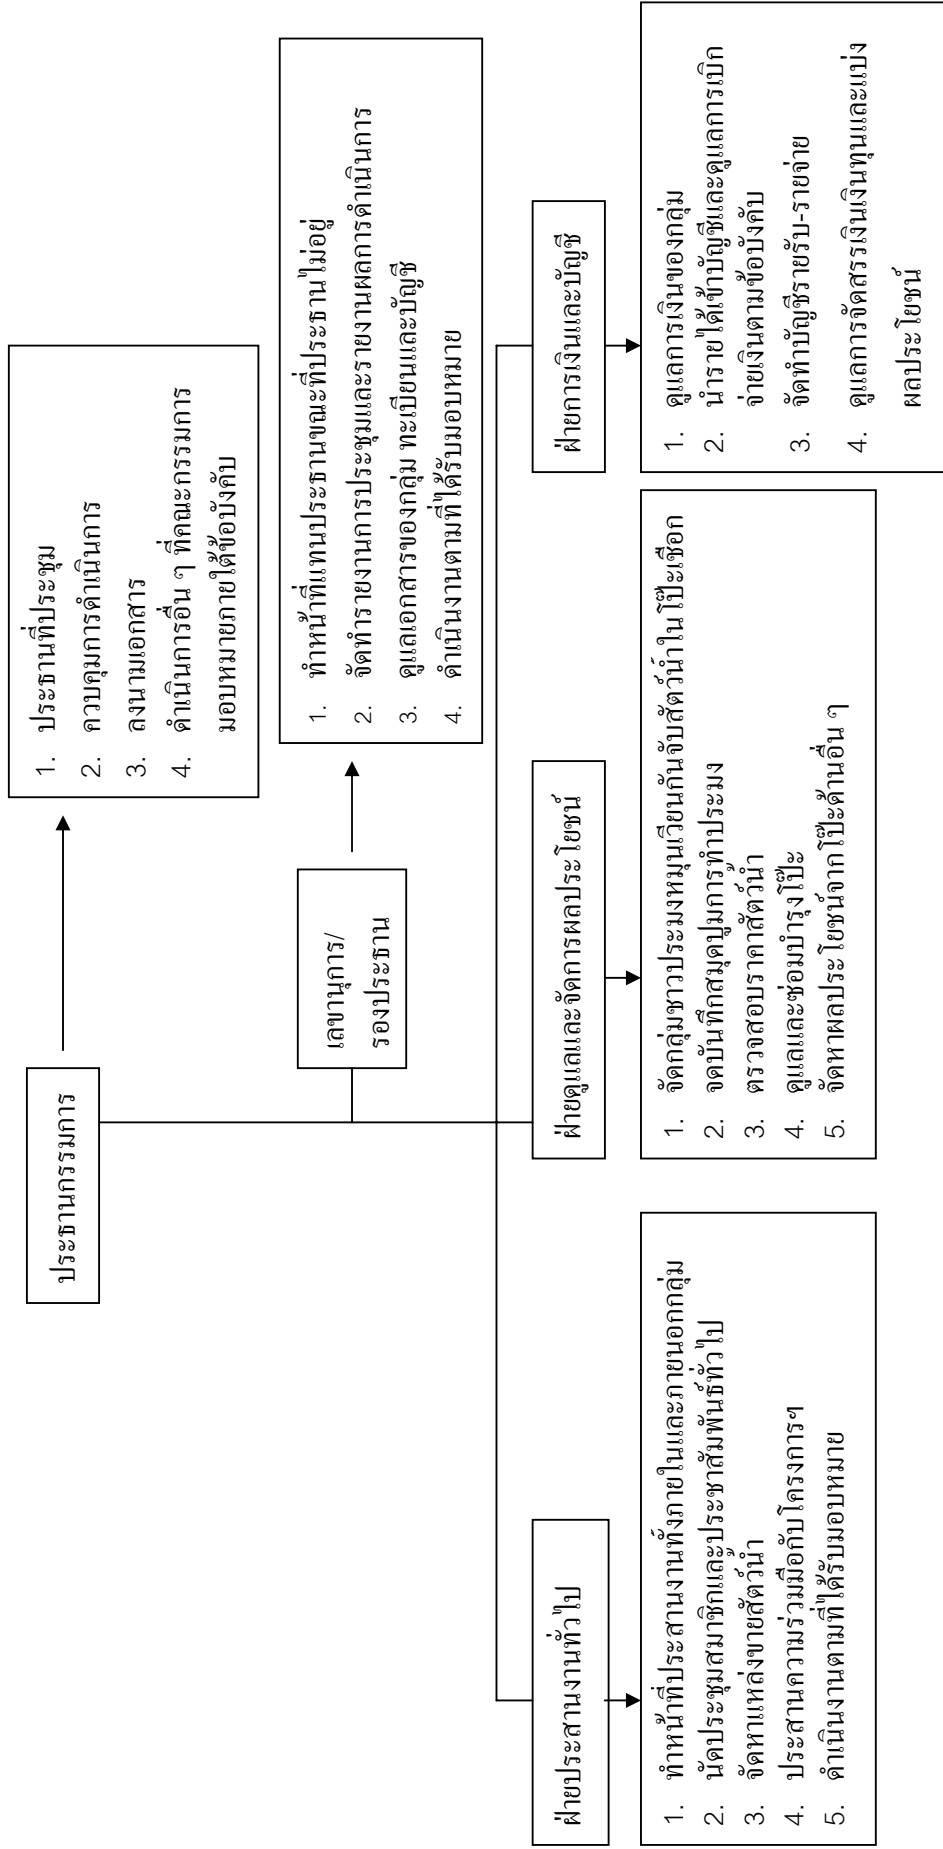 ประธานกรรมการ
1. ประธานที่ประชุม
2. ควบคุมการดำเนินการ
3. ลงนามเอกสาร
4. ดำเนินการอื่น ๆ ที่คณะกรรมการ
มอบหมายภายใต้ข้อบังคับ
เลขานุการ/
รองประธาน
1. ทำหน้าที่แทนประธานขณะที่ประธานไม่อยู่
2. จัดทำรายงานการประชุมและรายงานผลการดำเนินการ
3. ดูแลเอกสารของกลุ่ม ทะเบียนและบัญชี
4. ดำเนินงานตามที่ได้รับมอบหมาย
ฝ่ายประสานงานทั่วไป
1. ทำหน้าที่ประสานงานทั้งภายในและภายนอกกลุ่ม
2. นัดประชุมสมาชิกและประชาสัมพันธ์ทั่วไป
3. จัดหาแหล่งขายสัตว์น้ำ
4. ประสานความร่วมมือกับโครงการฯ
5. ดำเนินงานตามที่ได้รับมอบหมาย
ฝ่ายดูแลและจัดการผลประโยชน์
1. จัดกลุ่มชาวประมงหมุนเวียนกันจับสัตว์น้ำในโป๊ะเชือก
2. จดบันทึกสมุดปูมการทำประมง
3. ตรวจสอบราคาสัตว์น้ำ
4. ดูแลและซ่อมบำรุงโป๊ะ
5. จัดหาผลประโยชน์จากโป๊ะด้านอื่น ๆ
ฝ่ายการเงินและบัญชี
1. ดูแลการเงินของกลุ่ม
2. นำรายได้เข้าบัญชีและดูแลการเบิก
จ่ายเงินตามข้อบังคับ
3. จัดทำบัญชีรายรับ-รายจ่าย
4. ดูแลการจัดสรรเงินเงินทุนและแบ่ง
ผลประโยชน์